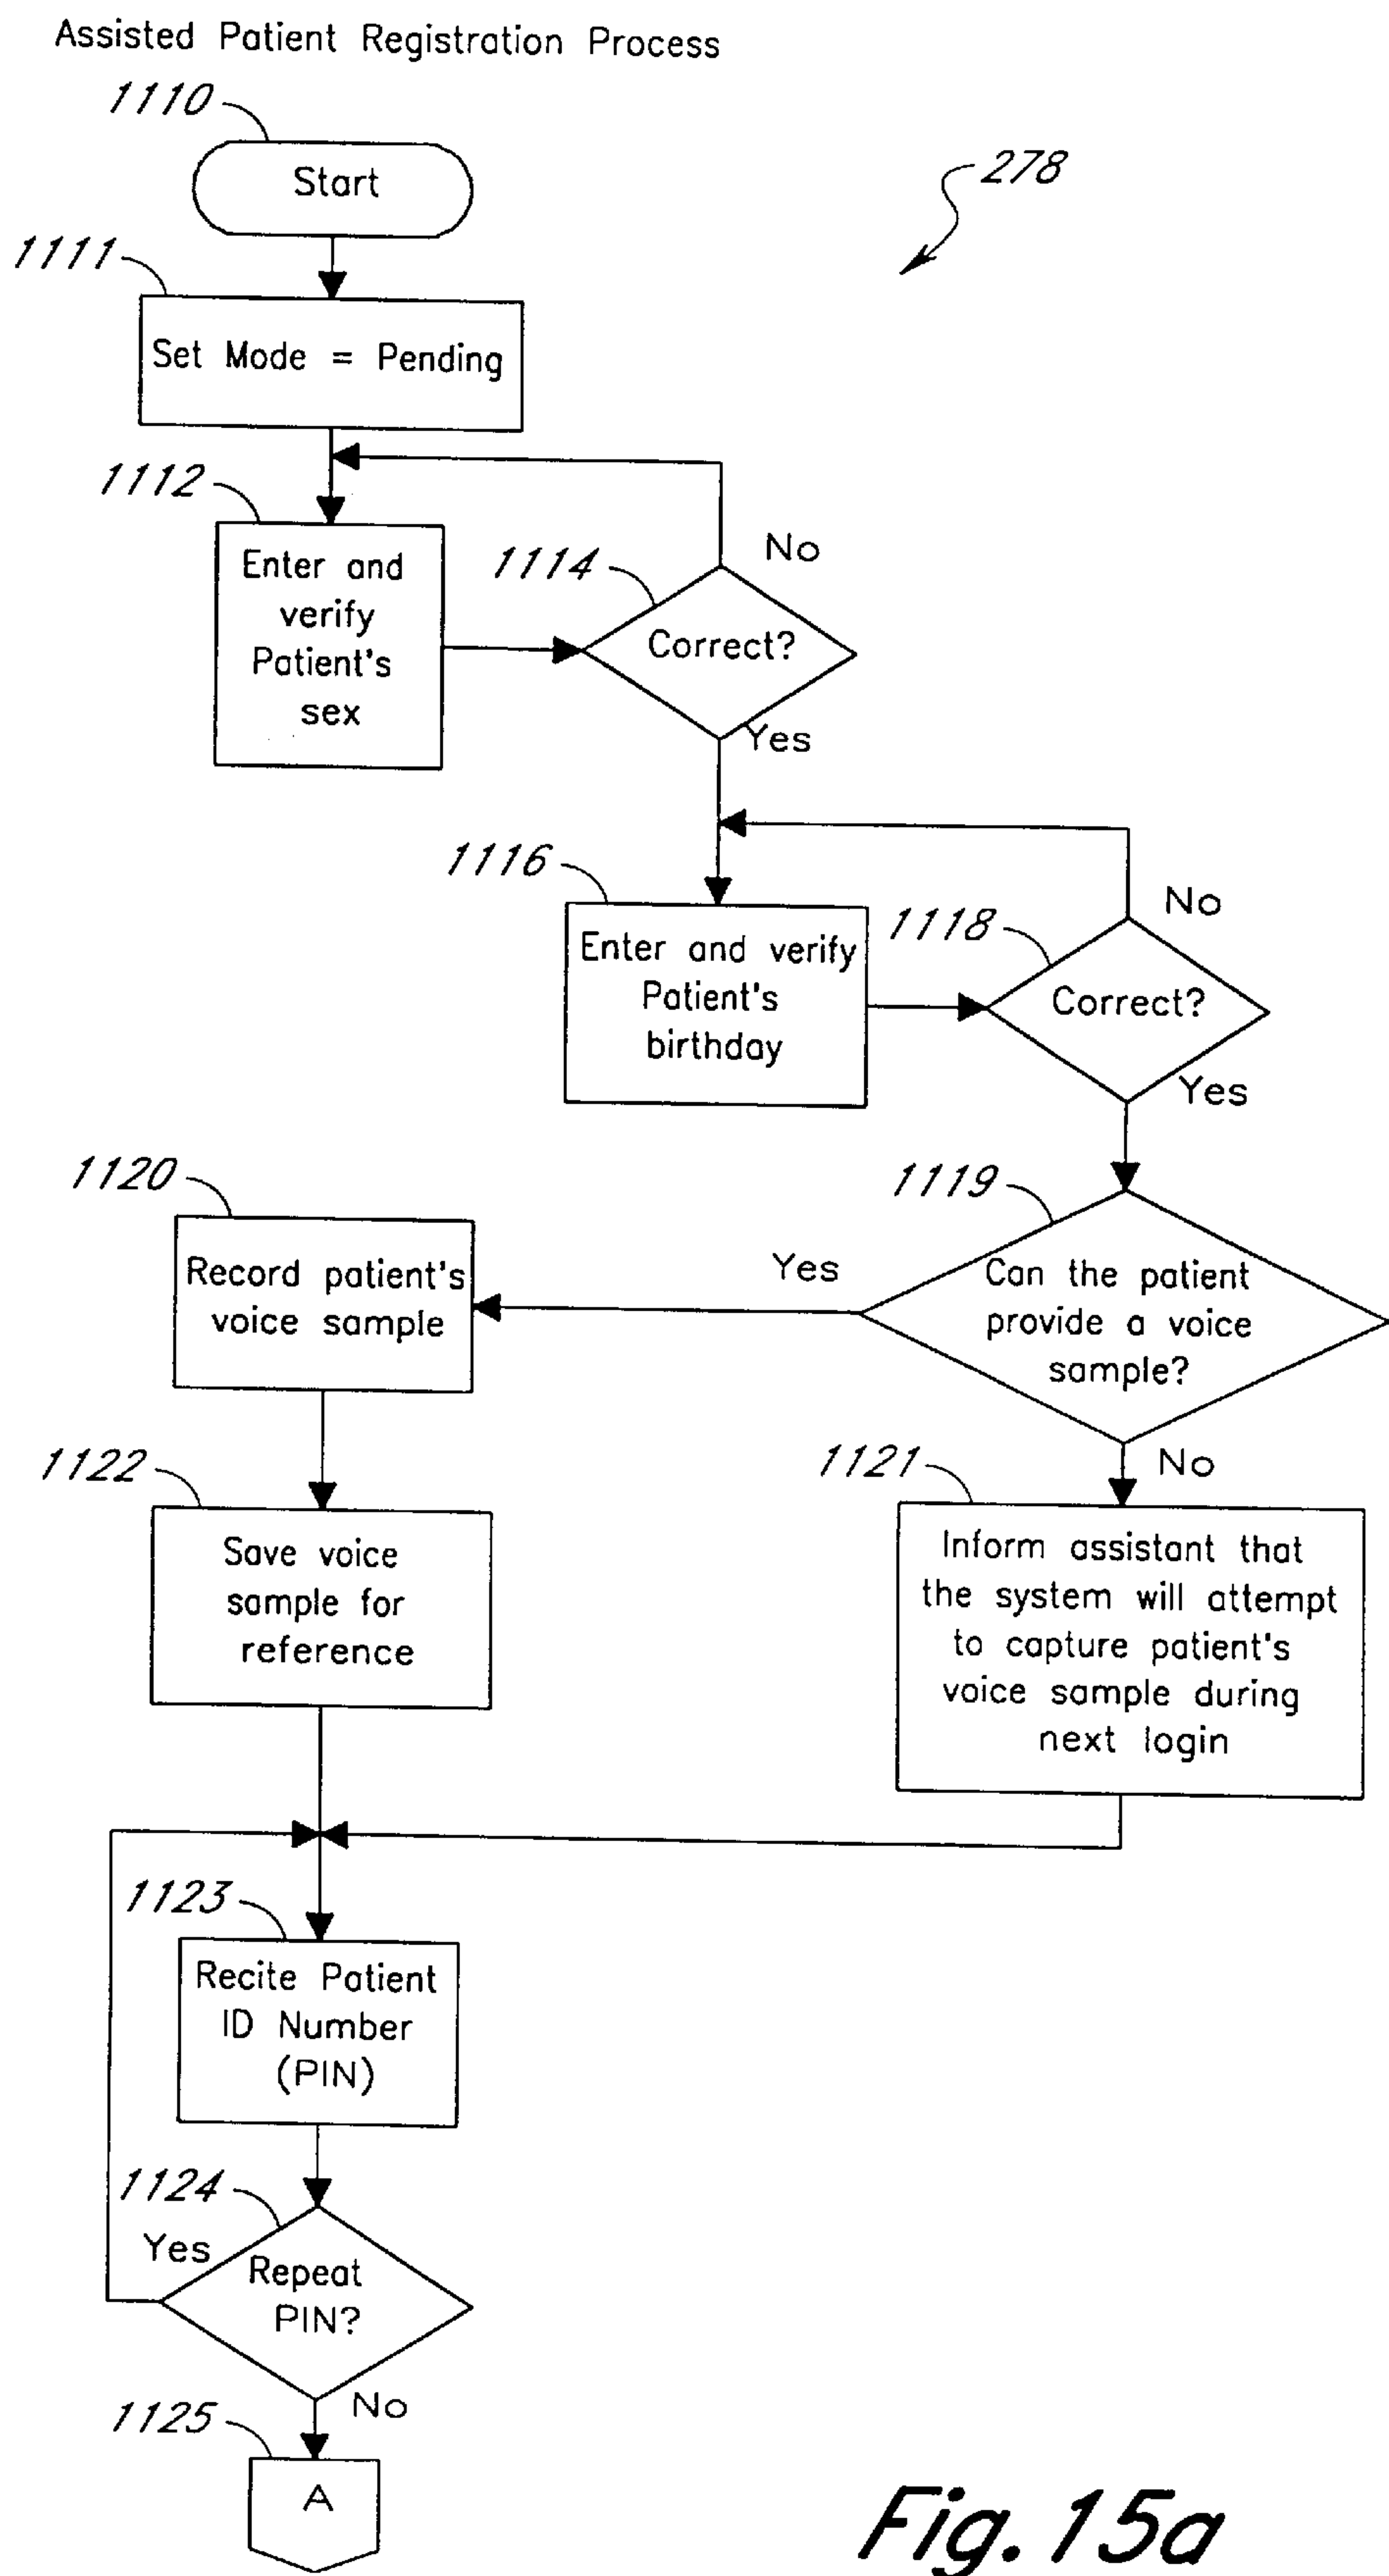 Assisted Patient Registration Process
1110
Start
278
1111
Set Mode = Pending
1112
Enter and
verify
Patient's
sex
1114
No
Correct?
Yes
1116
Enter and verify
Patient's
birthday
1118
No
Correct?
Yes
1120
Record patient's
voice sample
1119
Yes
Can the patient
provide a voice
sample?
No
1122
Save voice
sample for
reference
1121
Inform assistant that
the system will attempt
to capture patient's
voice sample during
next login
1123
Recite Patient
ID Number
(PIN)
1124
Yes
Repeat
PIN?
No
1125
A
Fig. 15a